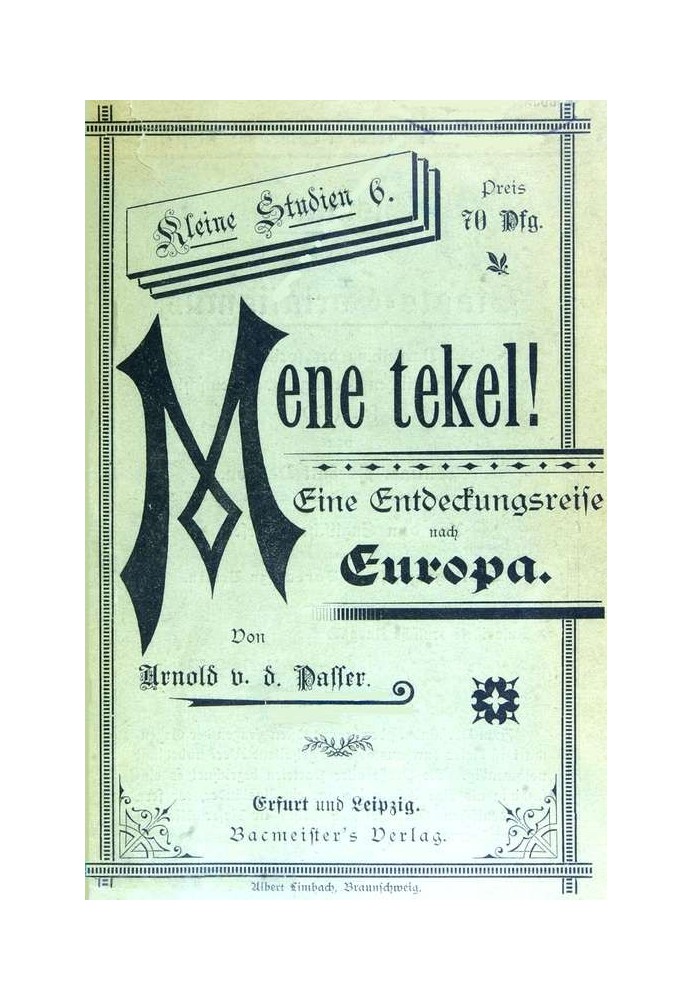 Kleine Studien 6.
Preis
70 Pfg.
Mene tekel!
Eine Entdeckungsreise
nach
Europa.
Von
Arnold v. d. Passer.
Erfurt und Leipzig.
Bacmeister's Verlag.
Albert Limbach, Braunschweig.